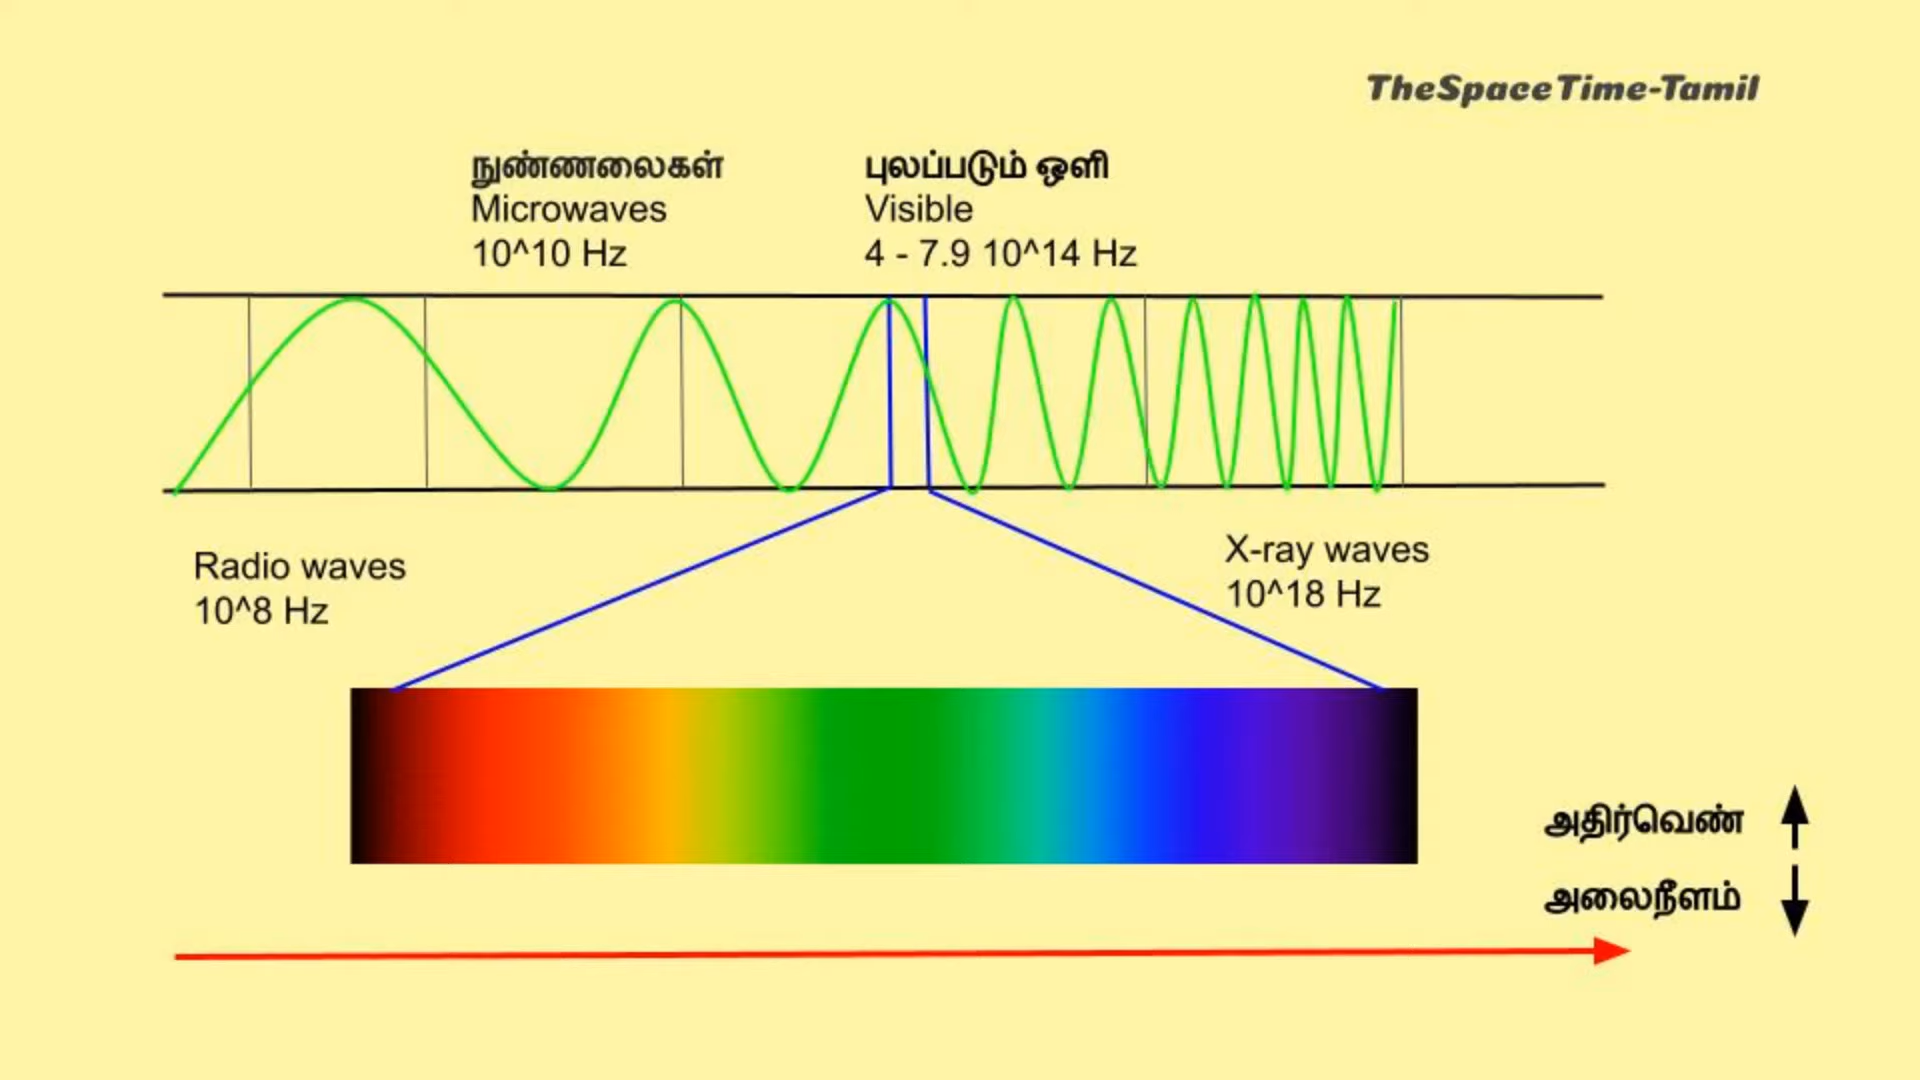 TheSpaceTime-Tamil
நுண்ணலைகள்
Microwaves
10^10 Hz
புலப்படும் ஒளி
Visible
4 - 7.9 10^14 Hz
Radio waves
10^8 Hz
X-ray waves
10^18 Hz
அதிர்வெண்
அலைநீளம்